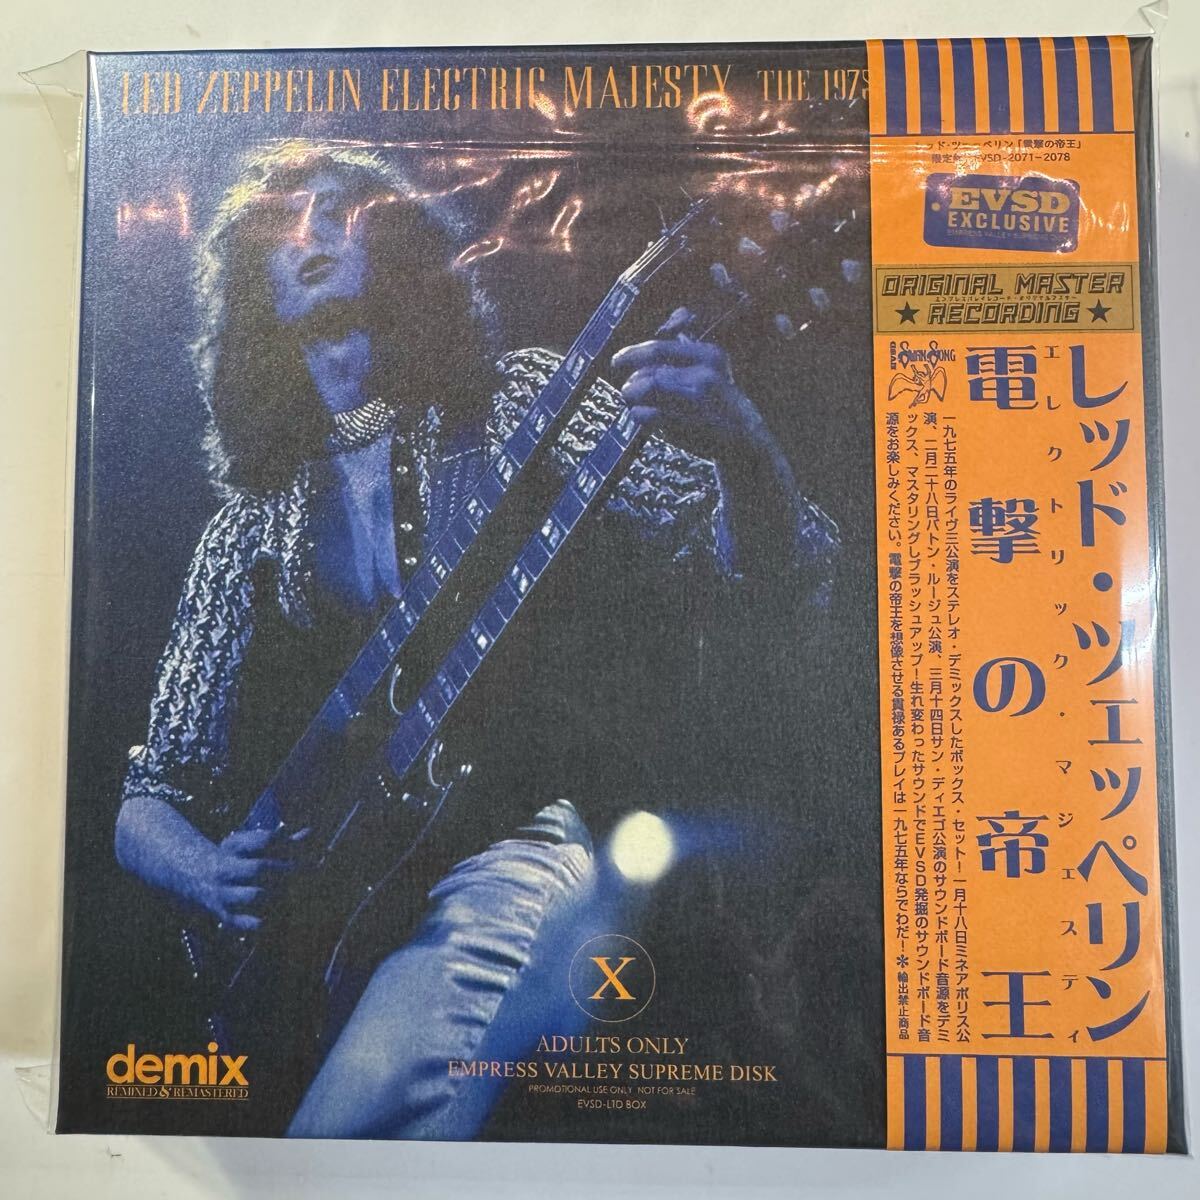 LED ZEPPELIN ELECTRIC MAJESTY THE 1975
「電撃の帝王」
EVSD-2071-2078
EVSD
EXCLUSIVE
EMPRESS VALLEY SUPREME
ORIGINAL MASTER
RECORDING
SWAN SONG
レッド・ツェッペリン
エレクトリック・マジェスティ
電撃の帝王
一九七五年のライヴ三公演をステレオ・デミックスしたボックス・セット!一月十八日ミネアポリス公
演、二月二十八日バトン・ルージュ公演、三月十四日サン・ディエゴ公演のサウンドボード音源をデミ
ックス、マスタリングしブラッシュアップ!生れ変わったサウンドでEVSD発掘のサウンドボード音
源をお楽しみください。電撃の帝王を想像させる貫禄あるプレイは一九七五年ならでわだ!＊輸出禁止商品
X
ADULTS ONLY
EMPRESS VALLEY SUPREME DISK
PROMOTIONAL USE ONLY NOT FOR SALE
EVSD-LTD BOX
demix
REMIXED & REMASTERED